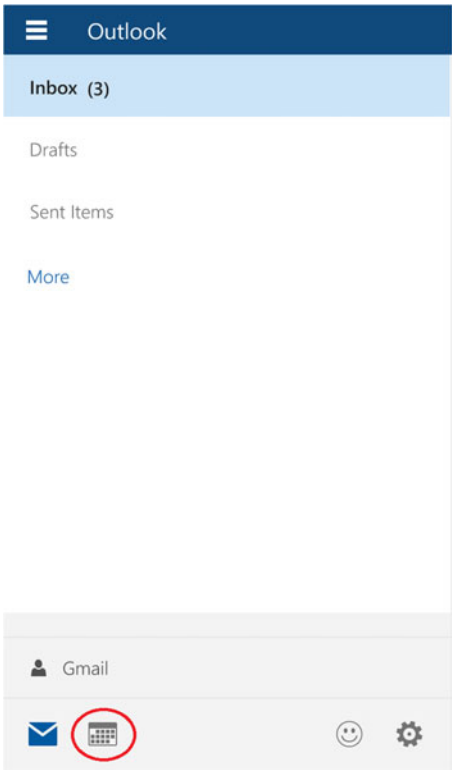 Outlook
Inbox (3)
Drafts
Sent Items
More
Gmail